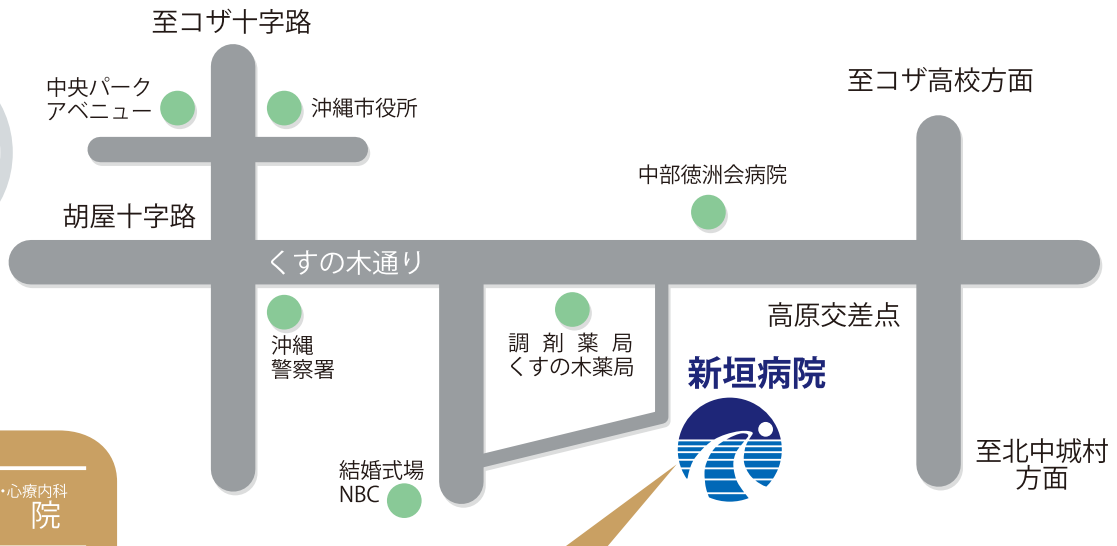 至コザ十字路
中央パーク
アベニュー
沖縄市役所
至コザ高校方面
中部徳洲会病院
胡屋十字路
くすの木通り
高原交差点
沖縄
警察署
調剤薬局
くすの木薬局
新垣病院
結婚式場
NBC
至北中城村
方面
・心療内科
院